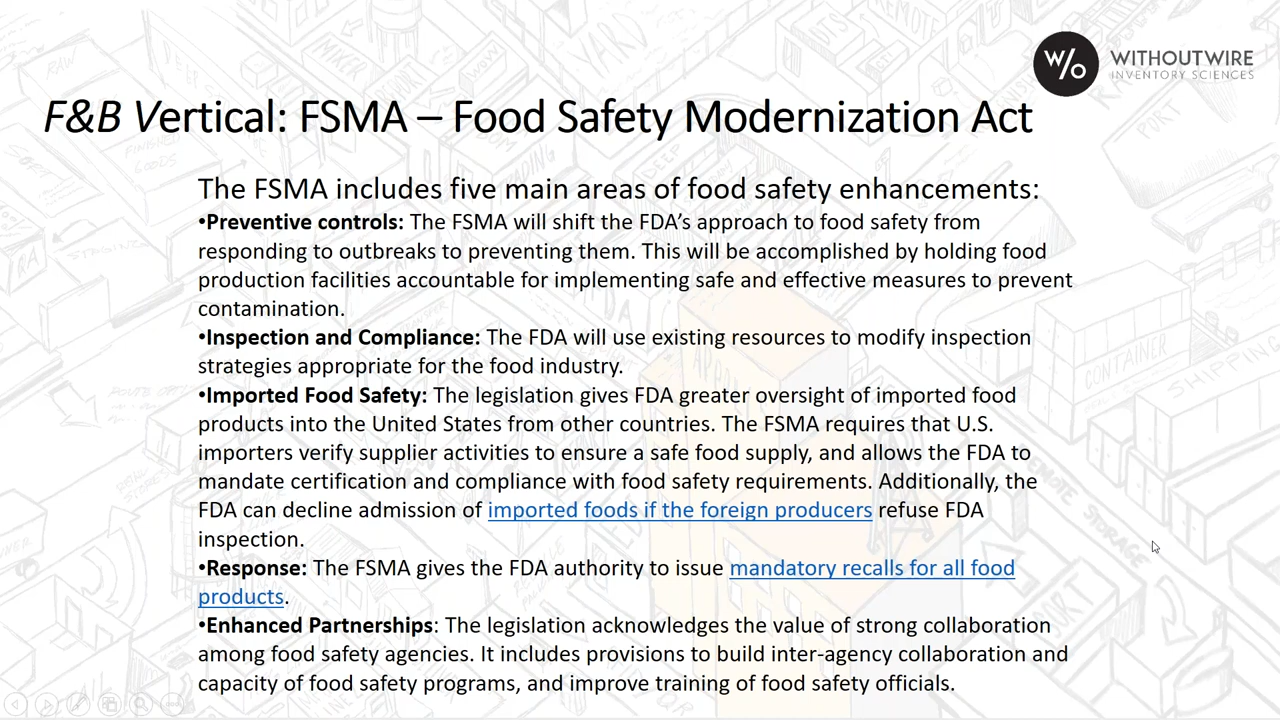 W/o WITHOUTWIRE
INVENTORY SCIENCES
F&B Vertical: FSMA – Food Safety Modernization Act
The FSMA includes five main areas of food safety enhancements:
•Preventive controls: The FSMA will shift the FDA’s approach to food safety from
responding to outbreaks to preventing them. This will be accomplished by holding food
production facilities accountable for implementing safe and effective measures to prevent
contamination.
•Inspection and Compliance: The FDA will use existing resources to modify inspection
strategies appropriate for the food industry.
•Imported Food Safety: The legislation gives FDA greater oversight of imported food
products into the United States from other countries. The FSMA requires that U.S.
importers verify supplier activities to ensure a safe food supply, and allows the FDA to
mandate certification and compliance with food safety requirements. Additionally, the
FDA can decline admission of imported foods if the foreign producers refuse FDA
inspection.
•Response: The FSMA gives the FDA authority to issue mandatory recalls for all food
products.
•Enhanced Partnerships: The legislation acknowledges the value of strong collaboration
among food safety agencies. It includes provisions to build inter-agency collaboration and
capacity of food safety programs, and improve training of food safety officials.
RAW
STAGING
PORT
CONTAINER
SHIPPING
STORAGE